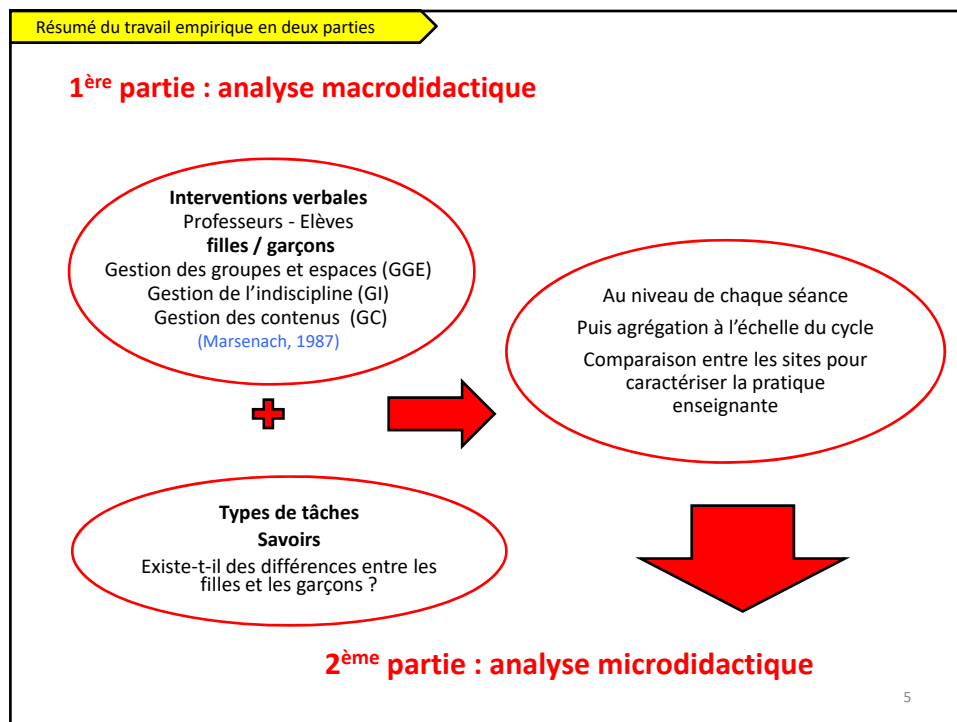 Résumé du travail empirique en deux parties
1ère partie : analyse macrodidactique
Interventions verbales
Professeurs - Elèves
filles / garçons
Gestion des groupes et espaces (GGE)
Gestion de l'indiscipline (GI)
Gestion des contenus  (GC)
(Marsenach, 1987)
Au niveau de chaque séance
Puis agrégation à l'échelle du cycle
Comparaison entre les sites pour
caractériser la pratique
enseignante
Types de tâches
Savoirs
Existe-t-il des différences entre les
filles et les garçons ?
2ème partie : analyse microdidactique
5